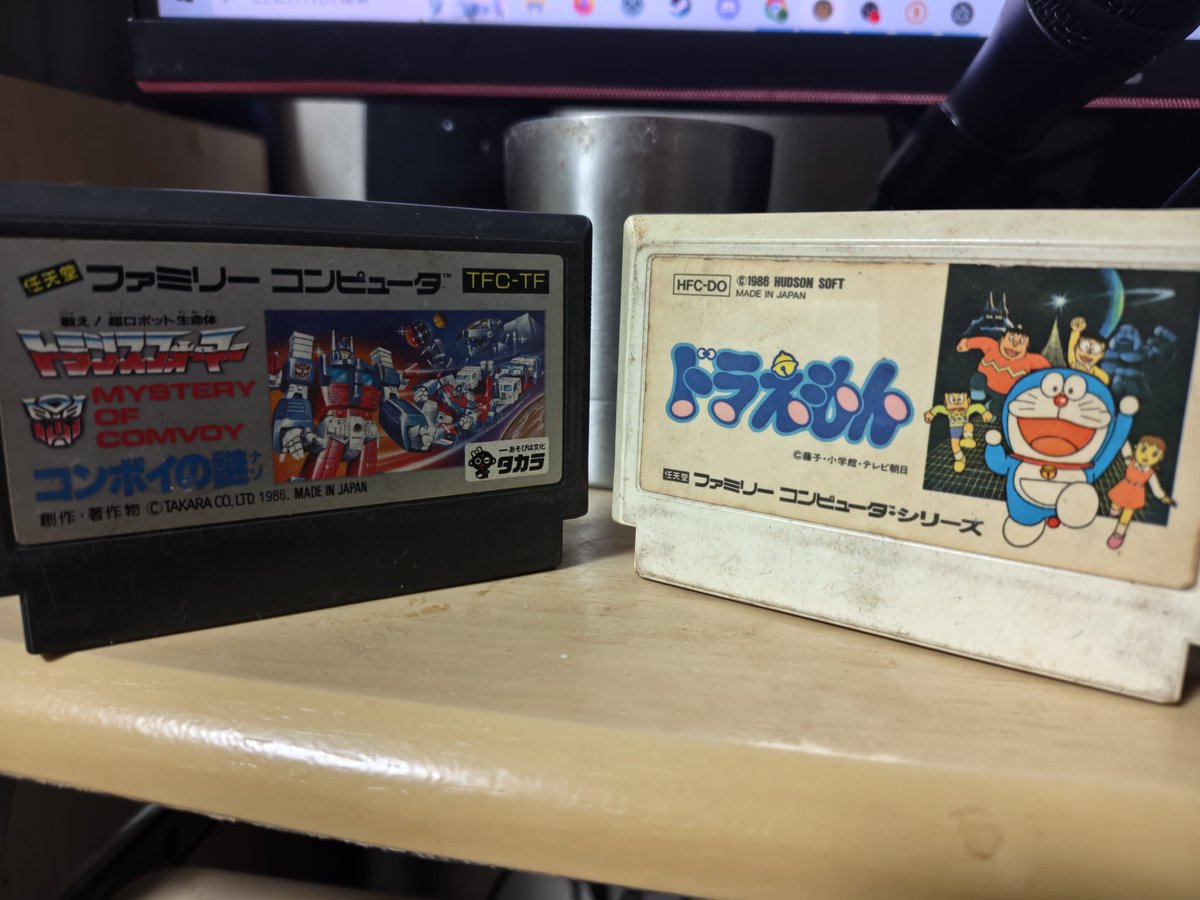 任天堂 ファミリー コンピュータ™ TFC-TF
戦え!超ロボット生命体
トランスフォーマー
MYSTERY
OF
COMVOY
コンボイの謎
ナゾ
創作・著作物 ©TAKARA CO.LTD 1986. MADE IN JAPAN
あそびは文化
タカラ
HFC-DO ©1986 HUDSON SOFT
MADE IN JAPAN
ドラえもん
©藤子・小学館・テレビ朝日
任天堂 ファミリー コンピュータ・シリーズ